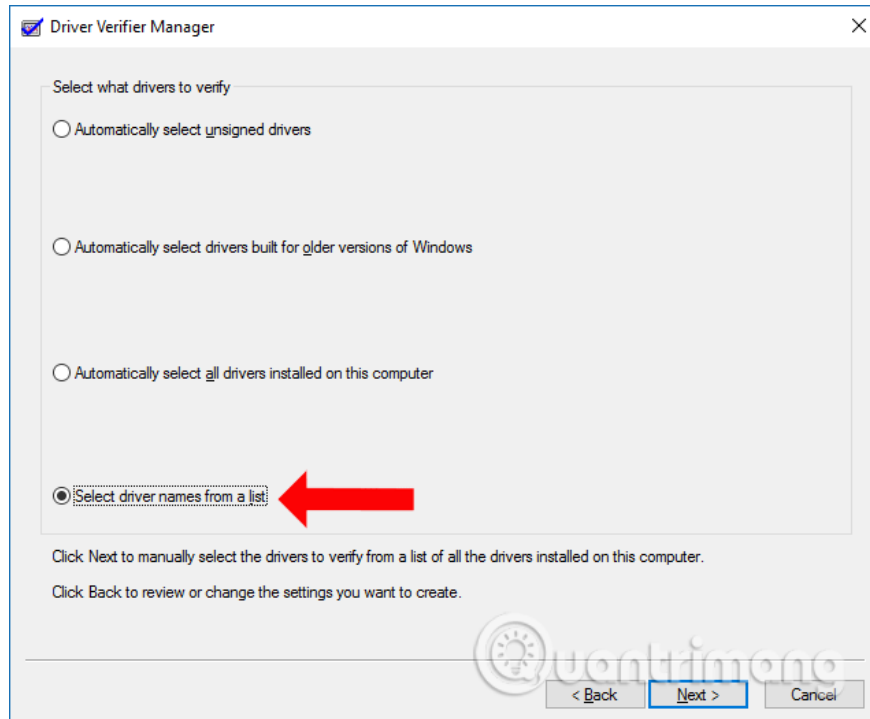 Driver Verifier Manager
Select what drivers to verify
Automatically select unsigned drivers
Automatically select drivers built for older versions of Windows
Automatically select all drivers installed on this computer
Select driver names from a list
Click Next to manually select the drivers to verify from a list of all the drivers installed on this computer.
Click Back to review or change the settings you want to create.
Quantrimang
< Back
Next >
Cancel